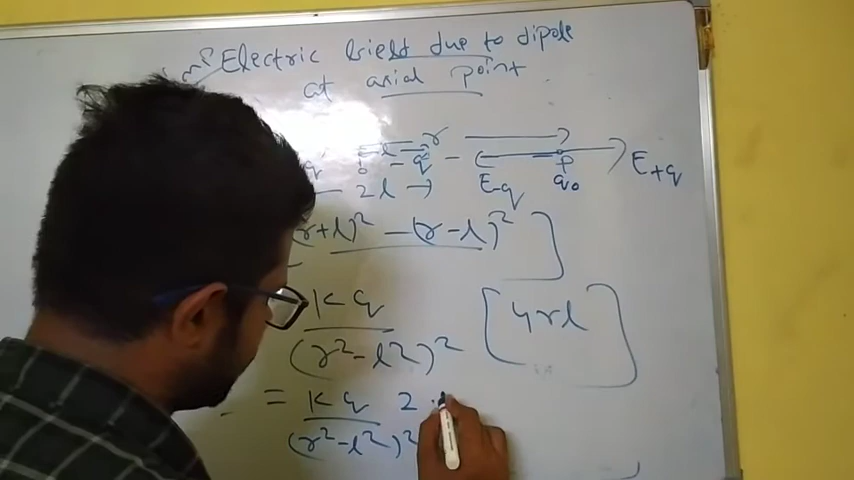 Electric field due to dipole
at axial point
r
l
q 0 -q P
2l E-q q0 E+q
(r+l)² - (r-l)² ]
Kq [ 4rl ]
(r²-l²)²
= Kq 2.
(r²-l²)²